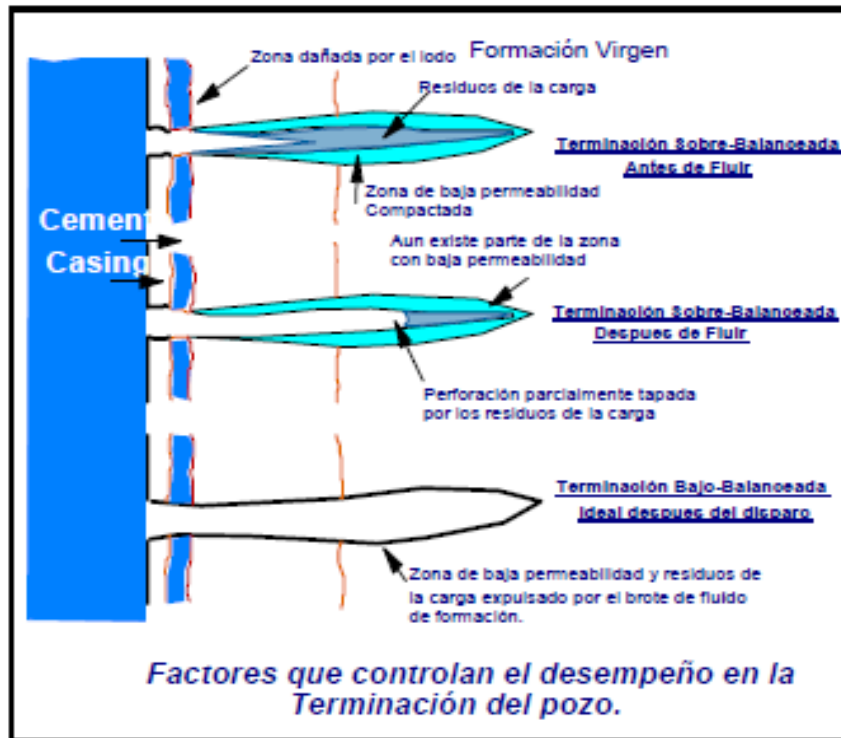 Zona dañada por el lodo
Formación Virgen
Residuos de la carga
Terminación Sobre-Balanceada
Antes de Fluir
Zona de baja permeabilidad
Compactada
Cement
Casing
Aun existe parte de la zona
con baja permeabilidad
Terminación Sobre-Balanceada
Despues de Fluir
Perforación parcialmente tapada
por los residuos de la carga
Terminación Bajo-Balanceada
Ideal despues del disparo
Zona de baja permeabilidad y residuos de
la carga expulsado por el brote de fluido
de formación.
Factores que controlan el desempeño en la
Terminación del pozo.